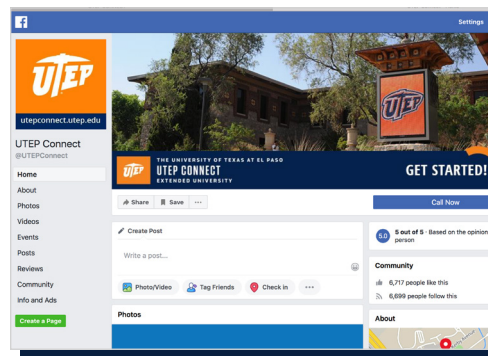 f
Settings
UTEP
utepconnect.utep.edu
UTEP Connect
@UTEPConnect
Home
About
Photos
Videos
Events
Posts
Reviews
Community
Info and Ads
Create a Page
UTEP
UTEP
THE UNIVERSITY OF TEXAS AT EL PASO
UTEP CONNECT
EXTENDED UNIVERSITY
GET STARTED!
Share
Save
Call Now
Create Post
Write a post...
Photo/Video
Tag Friends
Check in
Photos
5.0
5 out of 5 · Based on the opinion
person
Community
6,717 people like this
6,699 people follow this
About